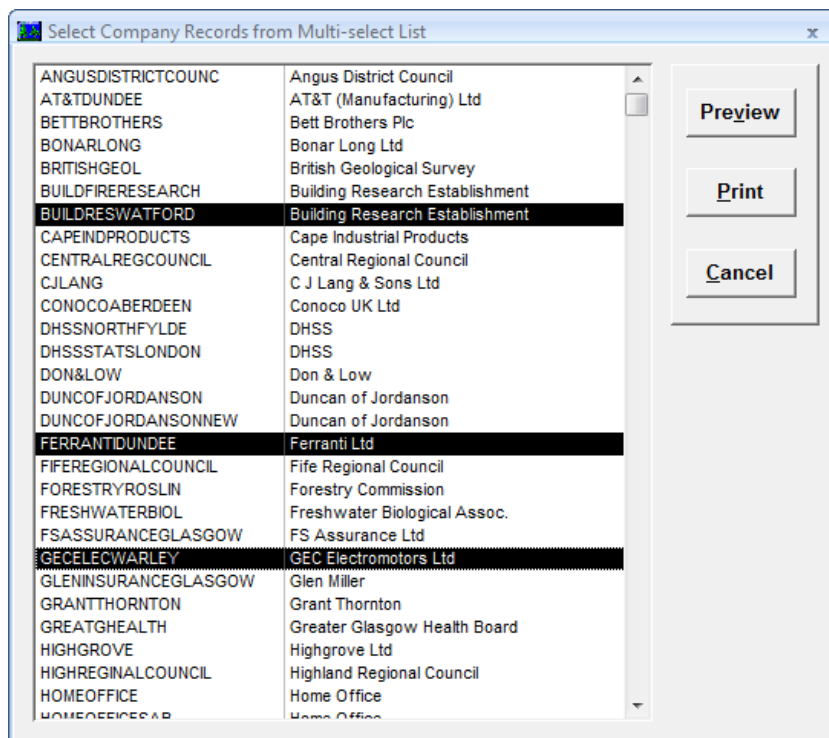 Select Company Records from Multi-select List
x
ANGUSDISTRICTCOUNC Angus District Council
AT&TDUNDEE AT&T (Manufacturing) Ltd
BETTBROTHERS Bett Brothers Plc
BONARLONG Bonar Long Ltd
BRITISHGEOL British Geological Survey
BUILDFIRERESEARCH Building Research Establishment
BUILDRESWATFORD Building Research Establishment
CAPEINDPRODUCTS Cape Industrial Products
CENTRALREGCOUNCIL Central Regional Council
CJLANG C J Lang & Sons Ltd
CONOCOABERDEEN Conoco UK Ltd
DHSSNORTHFYLDE DHSS
DHSSSTATSLONDON DHSS
DON&LOW Don & Low
DUNCOFJORDANSON Duncan of Jordanson
DUNCOFJORDANSONNEW Duncan of Jordanson
FERRANTIDUNDEE Ferranti Ltd
FIFEREGIONALCOUNCIL Fife Regional Council
FORESTRYROSLIN Forestry Commission
FRESHWATERBIOL Freshwater Biological Assoc.
FSASSURANCEGLASGOW FS Assurance Ltd
GECELECWARLEY GEC Electromotors Ltd
GLENINSURANCEGLASGOW Glen Miller
GRANTTHORNTON Grant Thornton
GREATGHEALTH Greater Glasgow Health Board
HIGHGROVE Highgrove Ltd
HIGHREGINALCOUNCIL Highland Regional Council
HOMEOFFICE Home Office
HOMEOFFICESAB Home Office
Preview
Print
Cancel